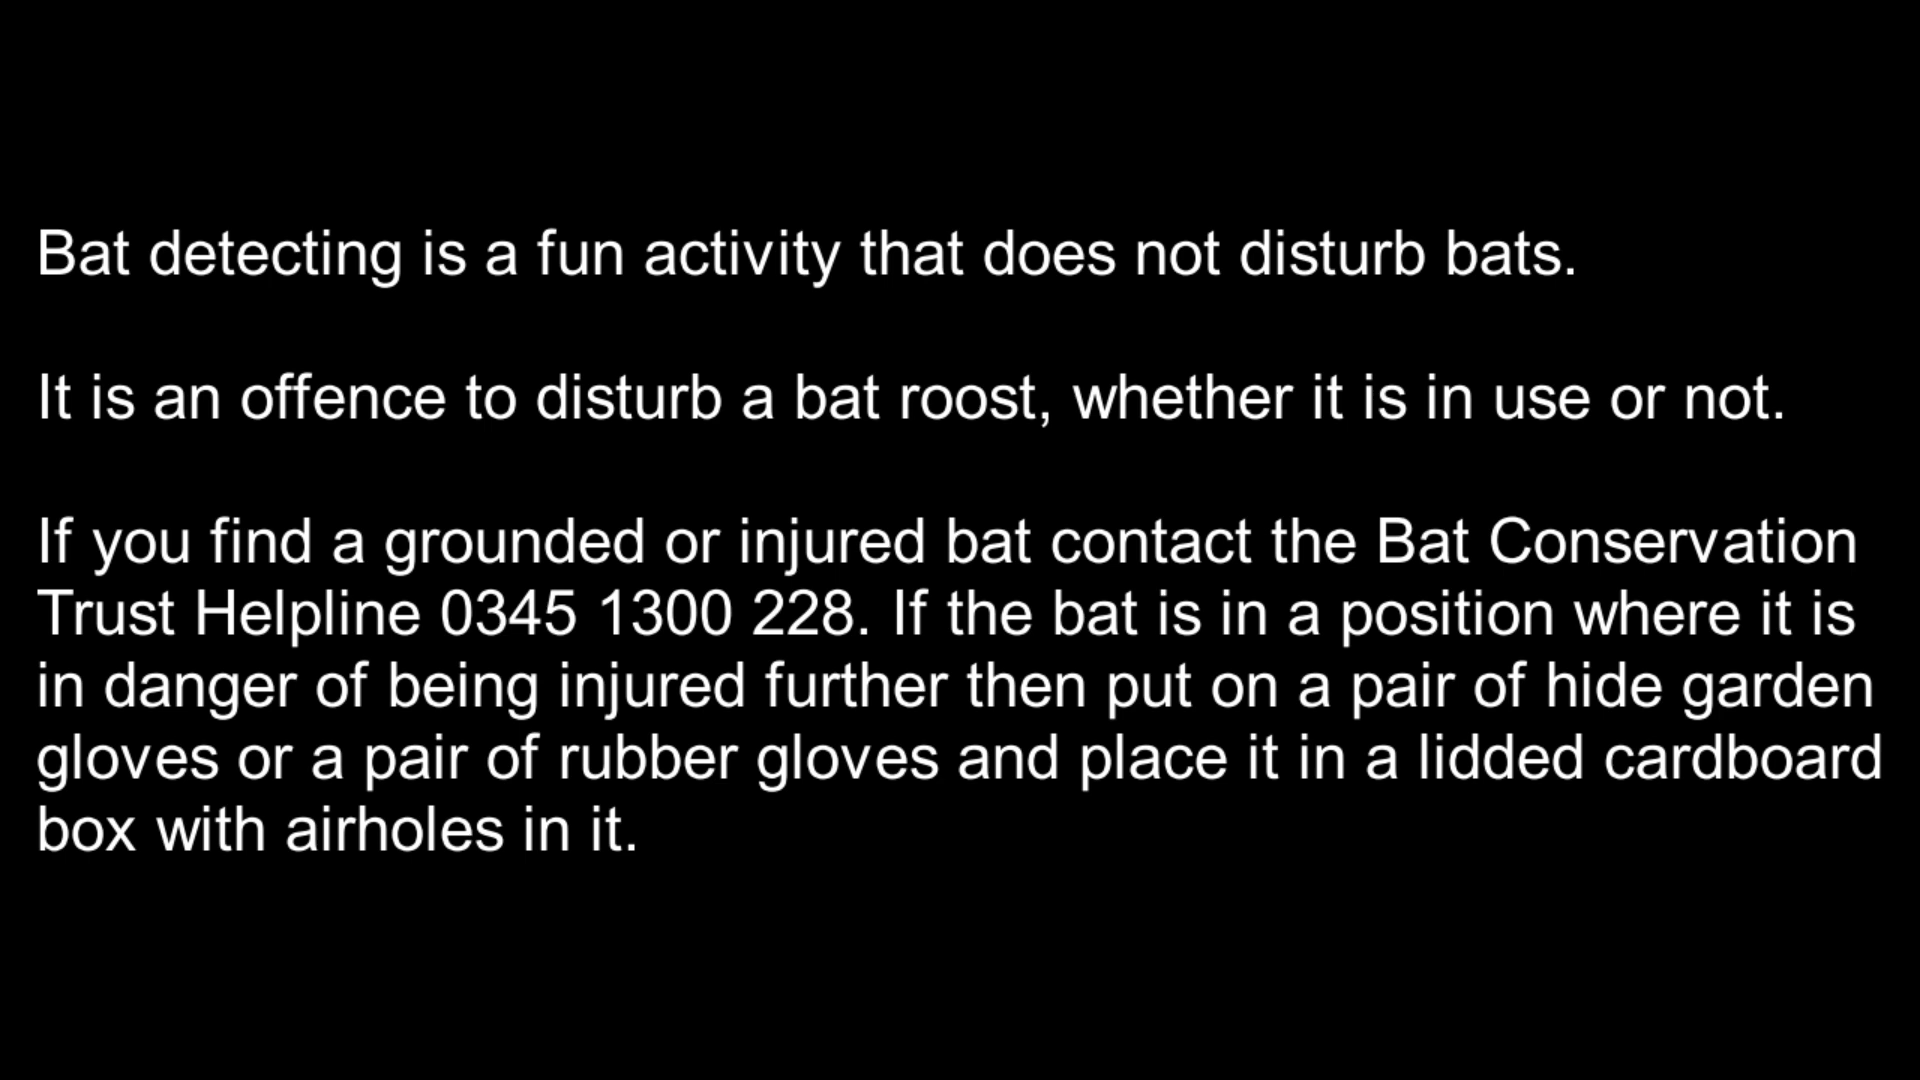 Bat detecting is a fun activity that does not disturb bats.
It is an offence to disturb a bat roost, whether it is in use or not.
If you find a grounded or injured bat contact the Bat Conservation
Trust Helpline 0345 1300 228. If the bat is in a position where it is
in danger of being injured further then put on a pair of hide garden
gloves or a pair of rubber gloves and place it in a lidded cardboard
box with airholes in it.